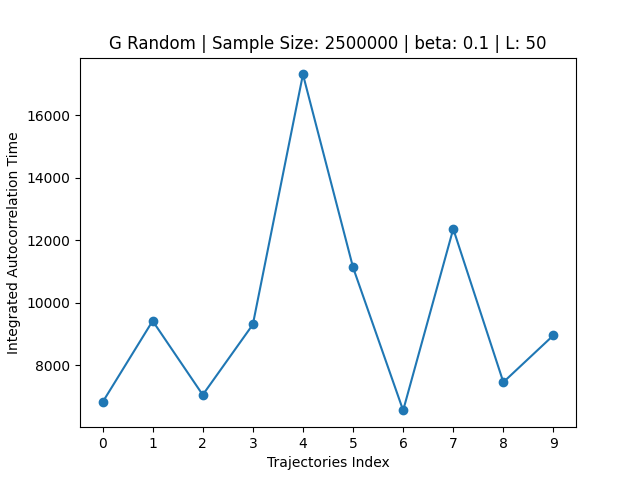 G Random | Sample Size: 2500000 | beta: 0.1 | L: 50
Integrated Autocorrelation Time
16000
14000
12000
10000
8000
0 1 2 3 4 5 6 7 8 9
Trajectories Index